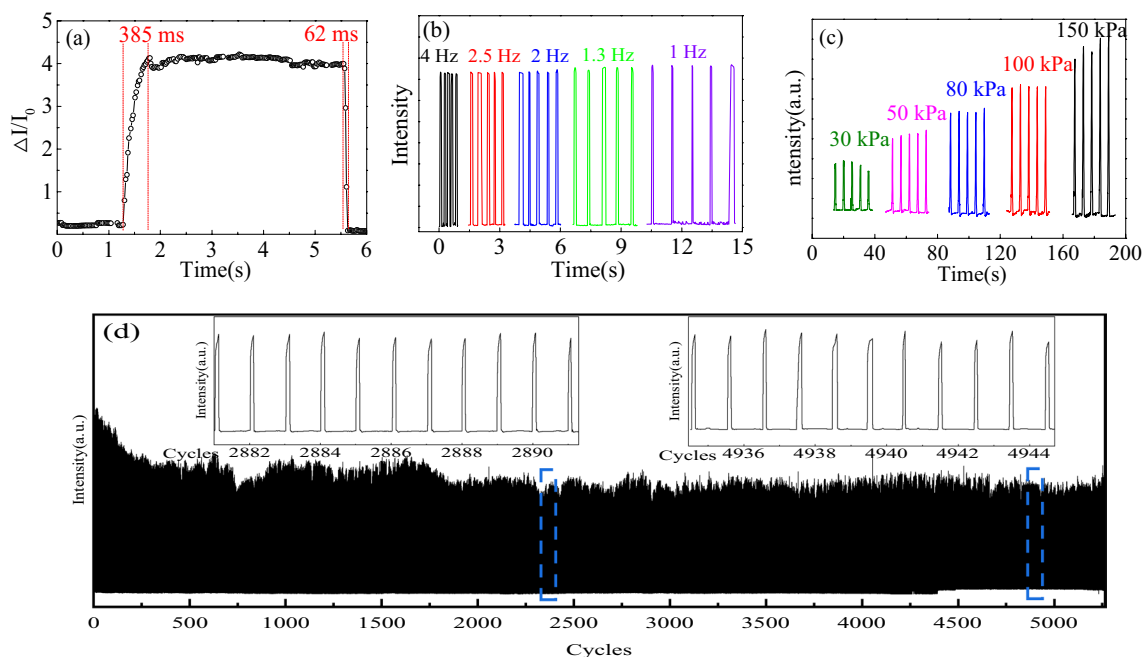 (a)
385 ms
62 ms
ΔI/I0
5
4
3
2
1
0
0 1 2 3 4 5 6
Time(s)
(b)
4 Hz 2.5 Hz 2 Hz 1.3 Hz 1 Hz
Intensity
0 3 6 9 12 15
Time(s)
(c)
150 kPa
100 kPa
80 kPa
50 kPa
30 kPa
ntensity(a.u.)
0 40 80 120 160 200
Time(s)
(d)
Intensity(a.u.)
Intensity(a.u.)
Cycles 2882 2884 2886 2888 2890
Intensity(a.u.)
Cycles 4936 4938 4940 4942 4944
0 500 1000 1500 2000 2500 3000 3500 4000 4500 5000
Cycles